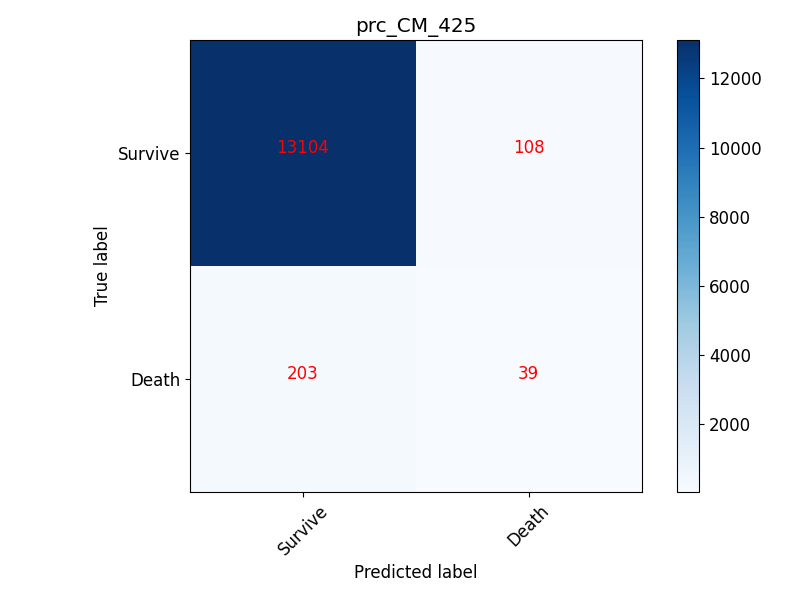 prc_CM_425
Survive
13104
108
12000
10000
8000
6000
4000
2000
True label
Death
203
39
Survive
Death
Predicted label